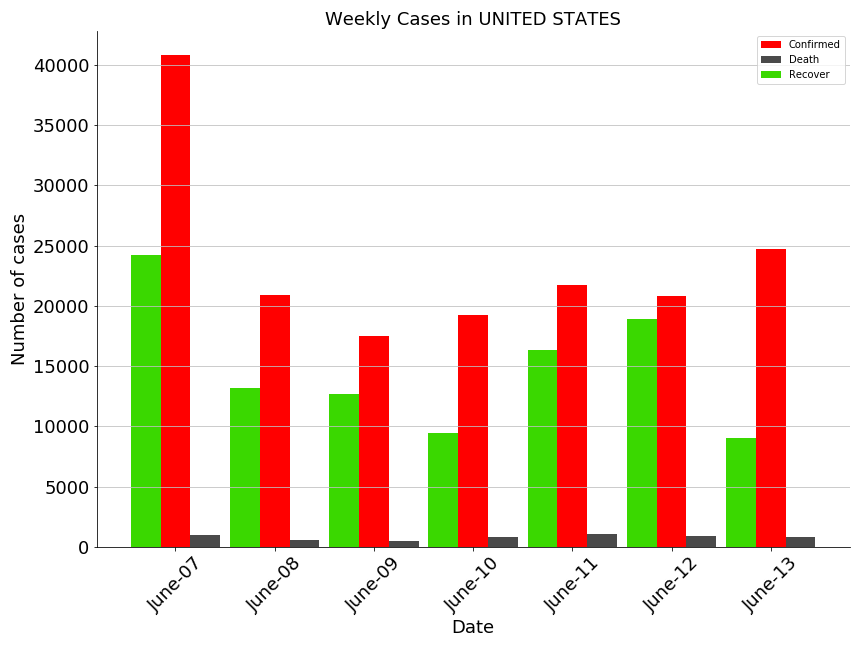 Weekly Cases in UNITED STATES
Confirmed
Death
Recover
Number of cases
40000
35000
30000
25000
20000
15000
10000
5000
0
June-07
June-08
June-09
June-10
June-11
June-12
June-13
Date